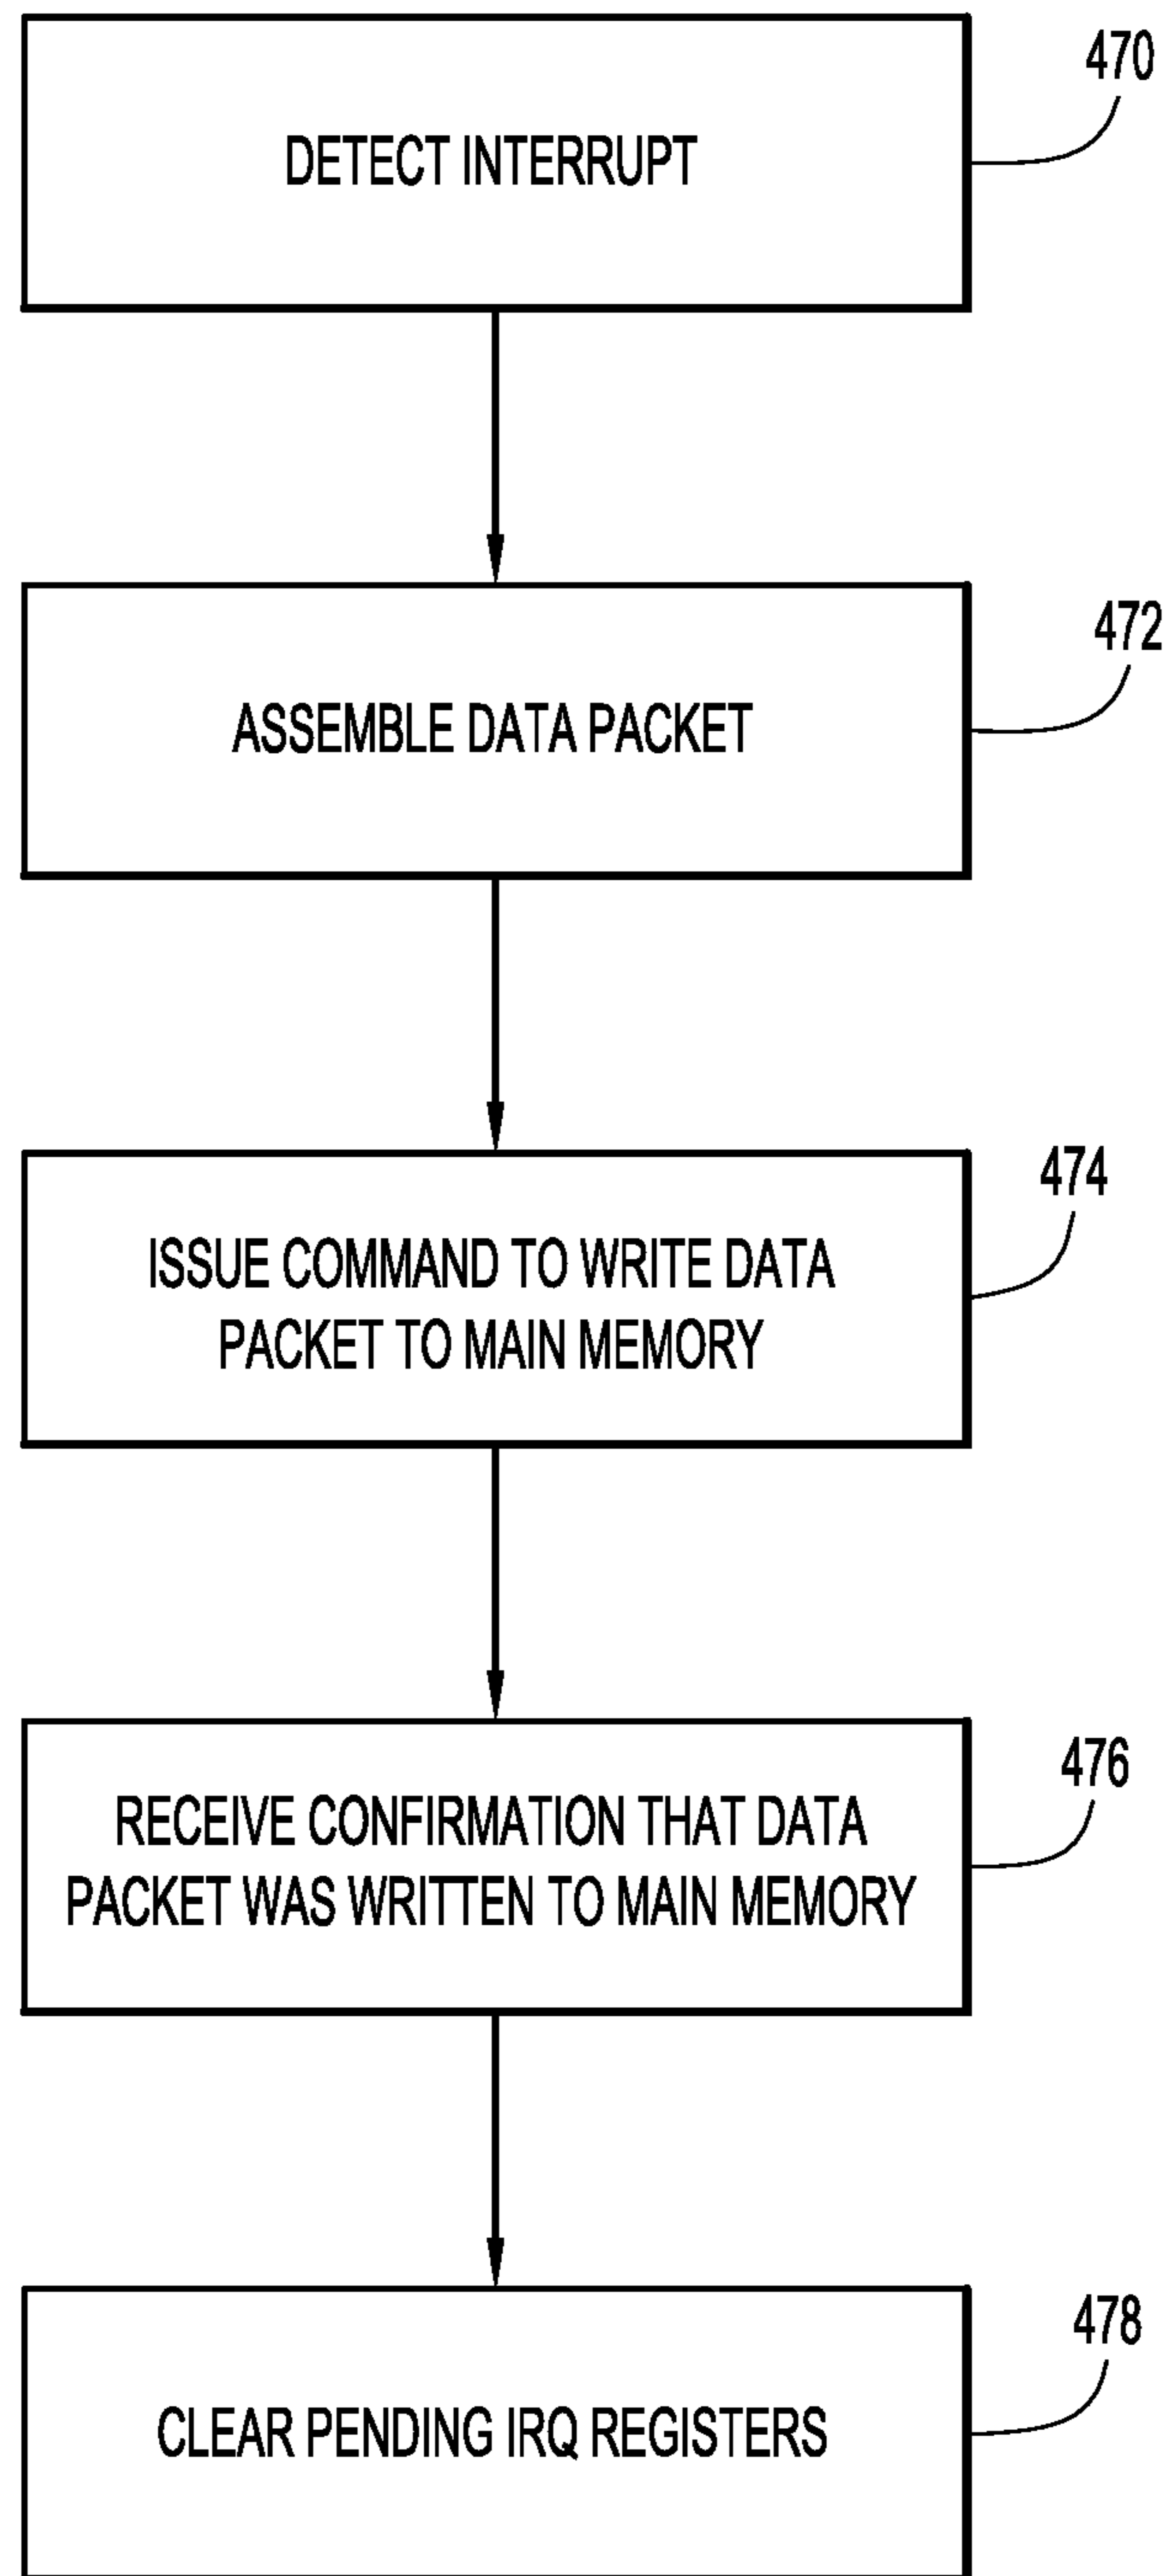 470
DETECT INTERRUPT
472
ASSEMBLE DATA PACKET
474
ISSUE COMMAND TO WRITE DATA
PACKET TO MAIN MEMORY
476
RECEIVE CONFIRMATION THAT DATA
PACKET WAS WRITTEN TO MAIN MEMORY
478
CLEAR PENDING IRQ REGISTERS